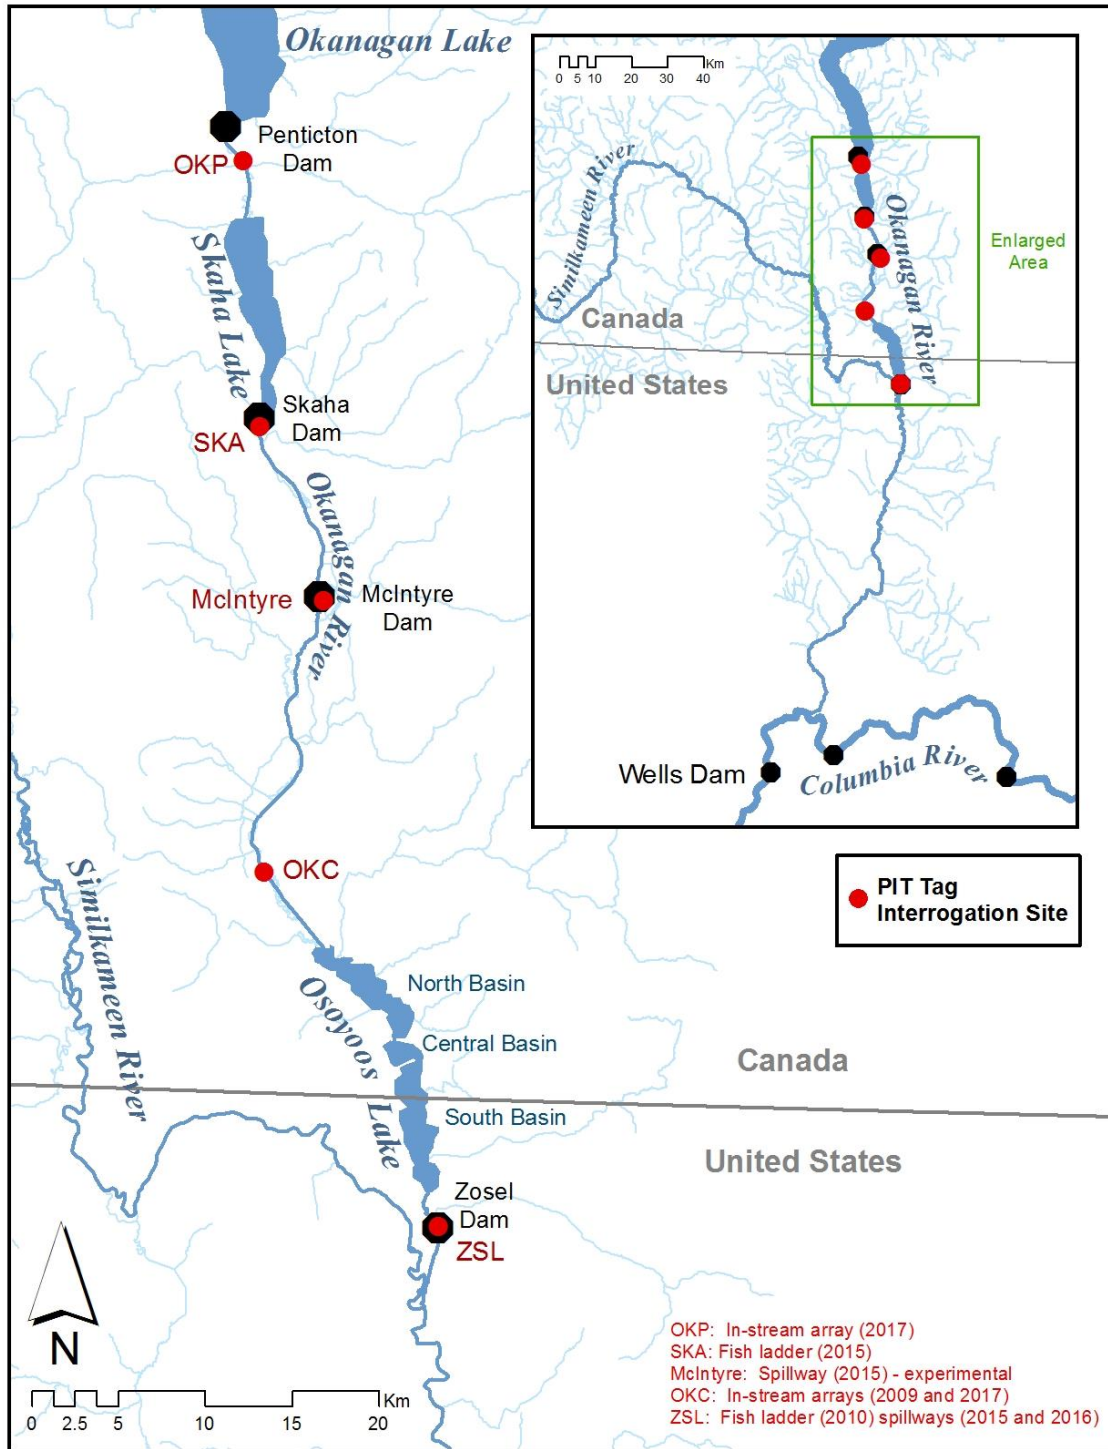 Okanagan Lake
Penticton
Dam
OKP
Skaha Lake
Skaha
Dam
SKA
Okanagan River
McIntyre
McIntyre
Dam
OKC
Similkameen River
Osoyoos Lake
North Basin
Central Basin
South Basin
Canada
United States
Zosel
Dam
ZSL
N
Km
0 2.5 5 10 15 20
Km
0 5 10 20 30 40
Similkameen River
Okanagan River
Enlarged
Area
Canada
United States
Wells Dam
Columbia River
PIT Tag
Interrogation Site
OKP: In-stream array (2017)
SKA: Fish ladder (2015)
McIntyre: Spillway (2015) - experimental
OKC: In-stream arrays (2009 and 2017)
ZSL: Fish ladder (2010) spillways (2015 and 2016)